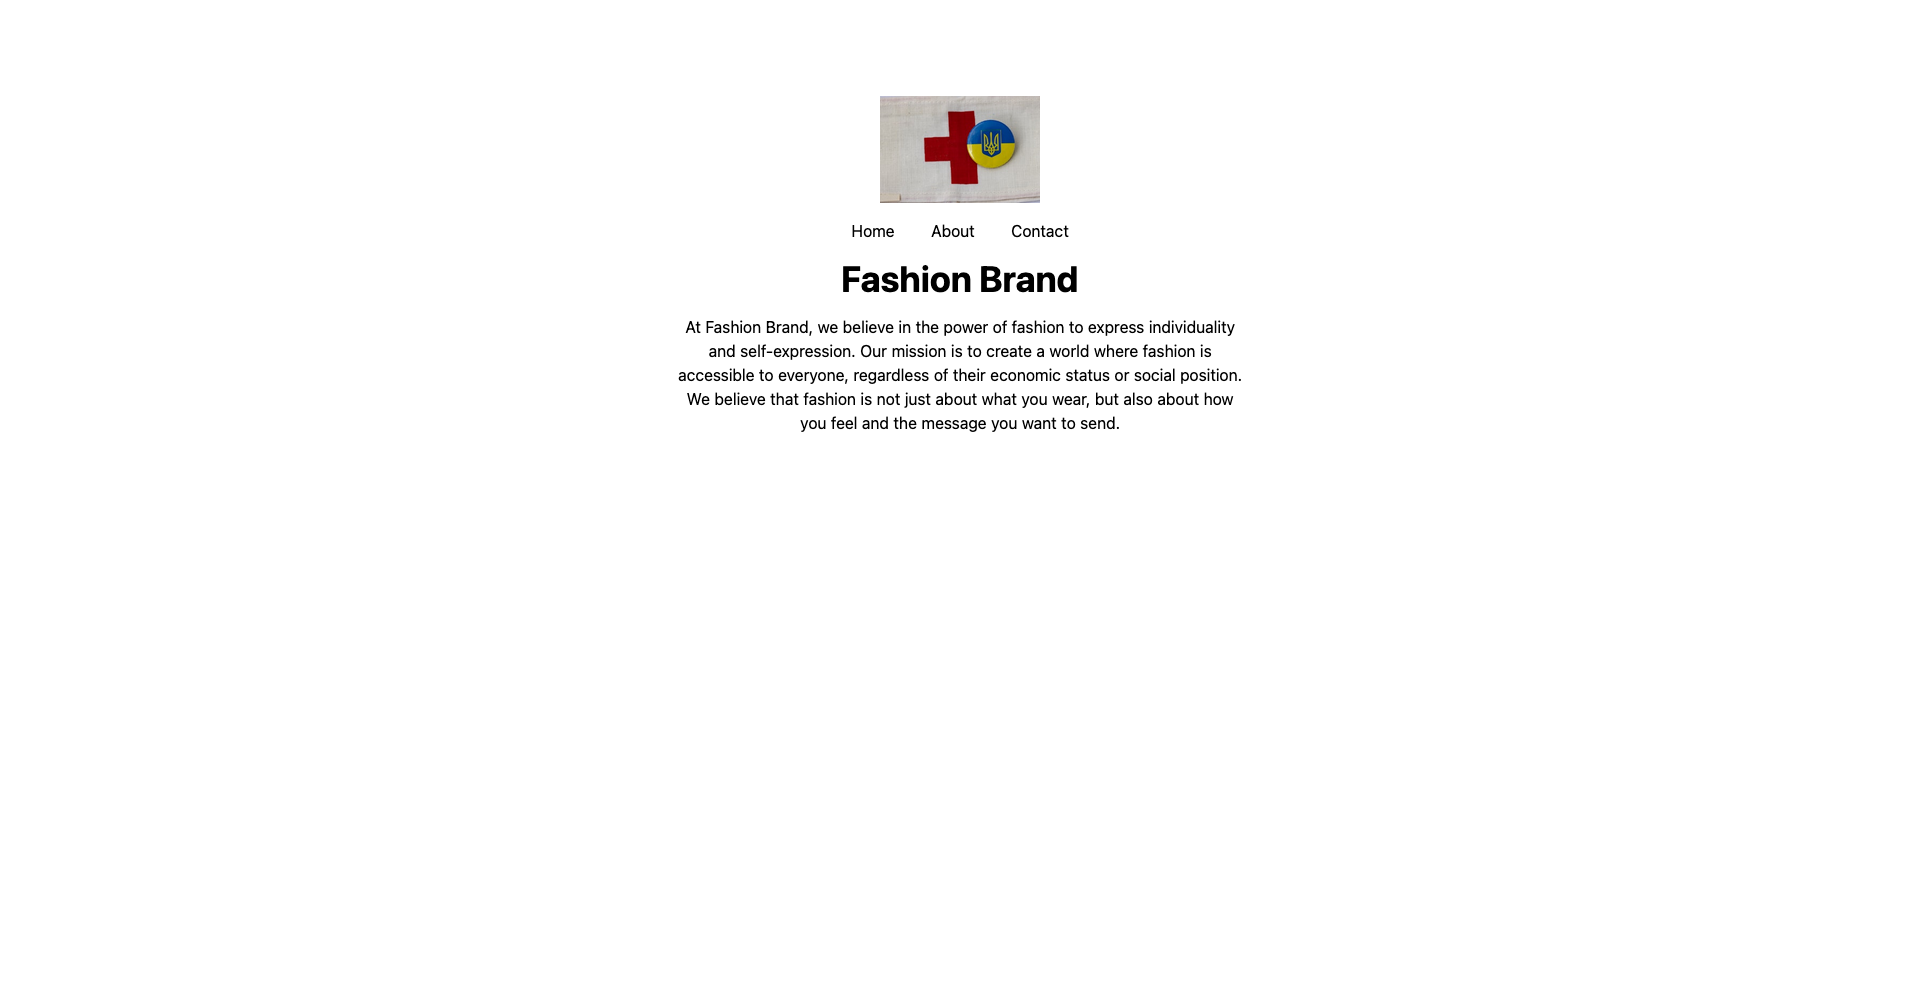 Home About Contact
Fashion Brand
At Fashion Brand, we believe in the power of fashion to express individuality
and self-expression. Our mission is to create a world where fashion is
accessible to everyone, regardless of their economic status or social position.
We believe that fashion is not just about what you wear, but also about how
you feel and the message you want to send.